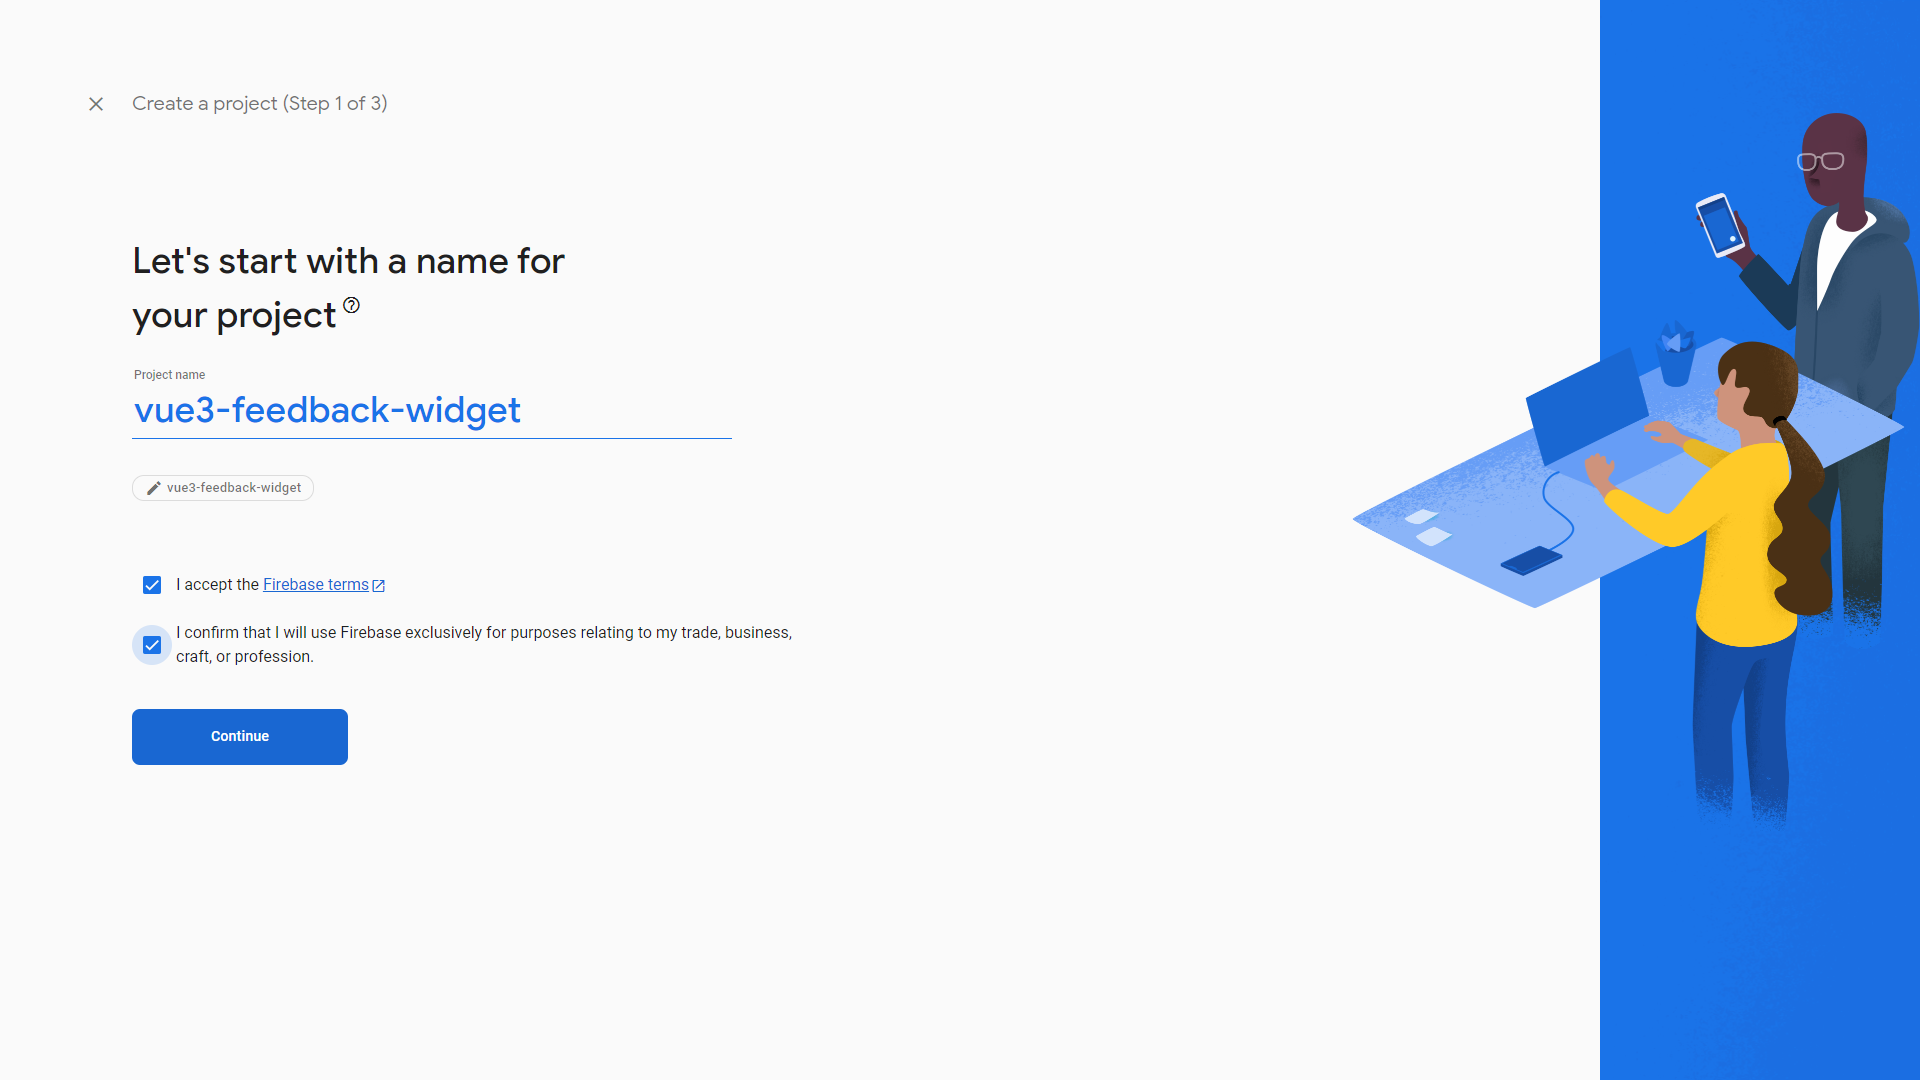 Create a project (Step 1 of 3)
Let's start with a name for
your project
Project name
vue3-feedback-widget
vue3-feedback-widget
I accept the Firebase terms
I confirm that I will use Firebase exclusively for purposes relating to my trade, business,
craft, or profession.
Continue